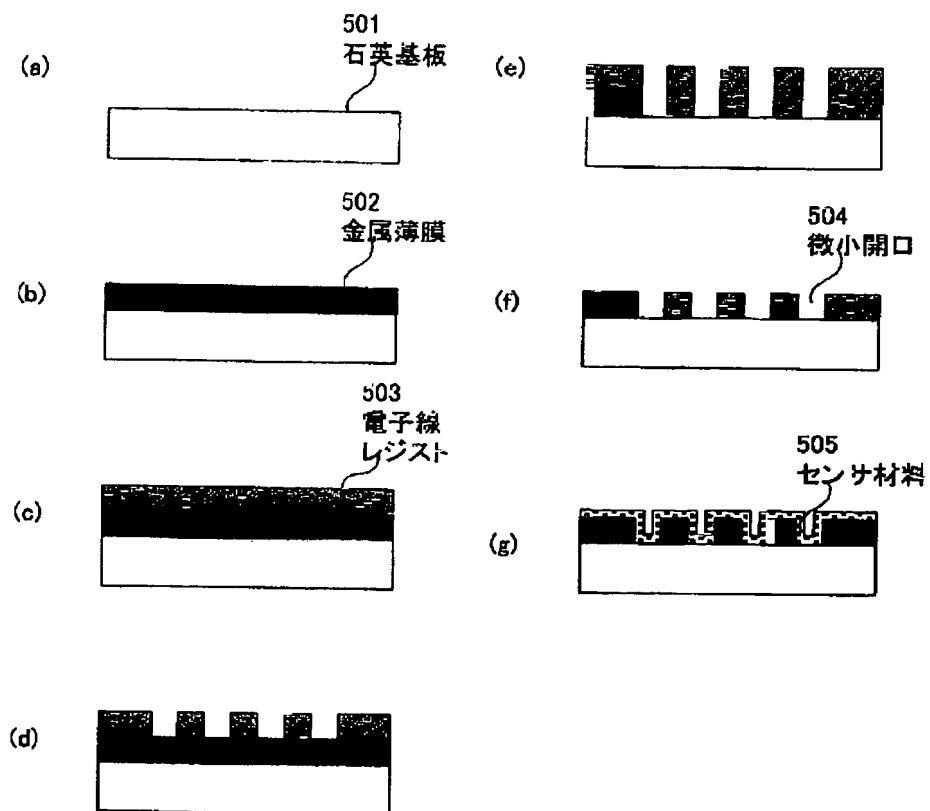 (a)
501
石英基板
(b)
502
金属薄膜
(c)
503
電子線
レジスト
(d)
(e)
(f)
504
微小開口
(g)
505
センサ材料